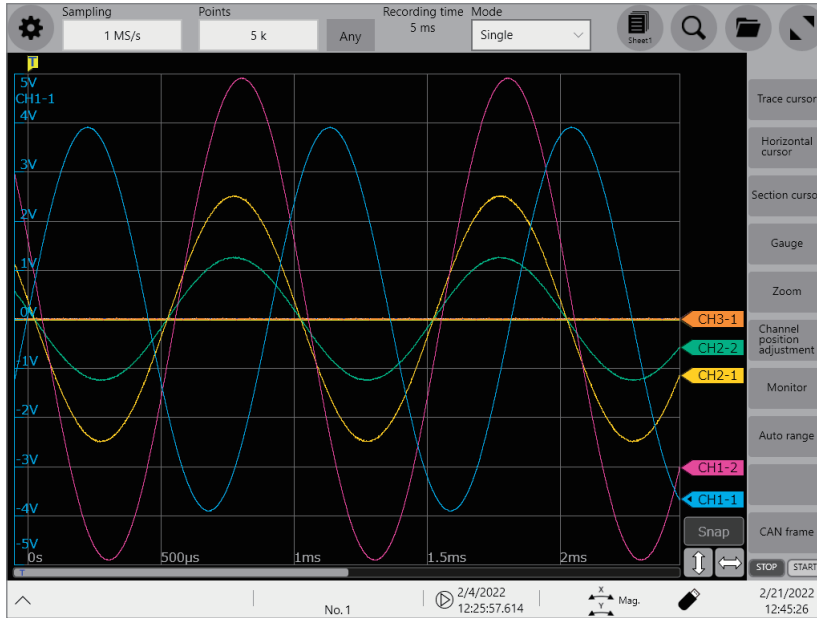 Sampling
Points
Recording time
Mode
1 MS/s
5 k
Any
5 ms
Single
Sheet1
T
5V
CH1-1
4V
3V
2V
1V
0V
-1V
-2V
-3V
-4V
-5V
0s
500µs
1ms
1.5ms
2ms
T
CH3-1
CH2-2
CH2-1
CH1-2
CH1-1
Snap
Trace cursor
Horizontal
cursor
Section curso
Gauge
Zoom
Channel
position
adjustment
Monitor
Auto range
CAN frame
STOP
START
No. 1
2/4/2022
12:25:57.614
X
Y
Mag.
2/21/2022
12:45:26